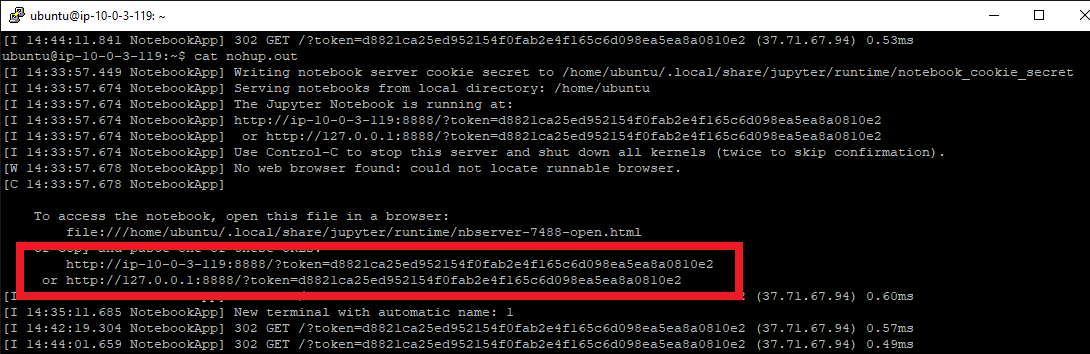 ubuntu@ip-10-0-3-119: ~
[I 14:44:11.841 NotebookApp] 302 GET /?token=d8821ca25ed952154f0fab2e4f165c6d098ea5ea8a0810e2 (37.71.67.94) 0.53ms
ubuntu@ip-10-0-3-119:~$ cat nohup.out
[I 14:33:57.449 NotebookApp] Writing notebook server cookie secret to /home/ubuntu/.local/share/jupyter/runtime/notebook_cookie_secret
[I 14:33:57.674 NotebookApp] Serving notebooks from local directory: /home/ubuntu
[I 14:33:57.674 NotebookApp] The Jupyter Notebook is running at:
[I 14:33:57.674 NotebookApp] http://ip-10-0-3-119:8888/?token=d8821ca25ed952154f0fab2e4f165c6d098ea5ea8a0810e2
[I 14:33:57.674 NotebookApp]  or http://127.0.0.1:8888/?token=d8821ca25ed952154f0fab2e4f165c6d098ea5ea8a0810e2
[I 14:33:57.674 NotebookApp] Use Control-C to stop this server and shut down all kernels (twice to skip confirmation).
[W 14:33:57.678 NotebookApp] No web browser found: could not locate runnable browser.
[C 14:33:57.678 NotebookApp]
To access the notebook, open this file in a browser:
file:///home/ubuntu/.local/share/jupyter/runtime/nbserver-7488-open.html
or copy and paste one of these URLs:
http://ip-10-0-3-119:8888/?token=d8821ca25ed952154f0fab2e4f165c6d098ea5ea8a0810e2
or http://127.0.0.1:8888/?token=d8821ca25ed952154f0fab2e4f165c6d098ea5ea8a0810e2
[I (37.71.67.94) 0.60ms
[I 14:35:11.685 NotebookApp] New terminal with automatic name: 1
[I 14:42:19.304 NotebookApp] 302 GET /?token=d8821ca25ed952154f0fab2e4f165c6d098ea5ea8a0810e2 (37.71.67.94) 0.57ms
[I 14:44:01.659 NotebookApp] 302 GET /?token=d8821ca25ed952154f0fab2e4f165c6d098ea5ea8a0810e2 (37.71.67.94) 0.49ms